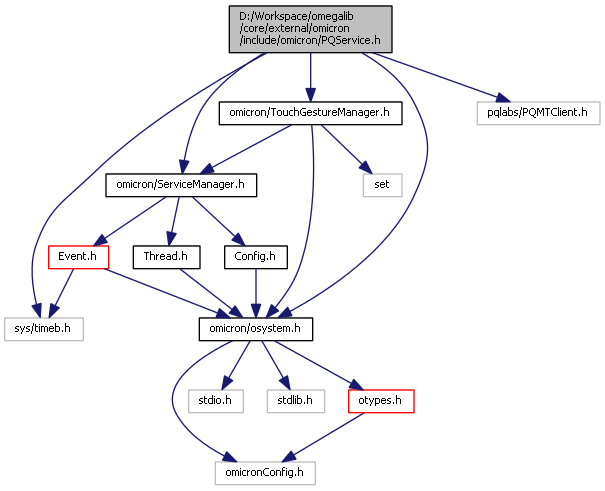 D:/Workspace/omegalib
/core/external/omicron
/include/omicron/PQService.h
omicron/TouchGestureManager.h
pqlabs/PQMTClient.h
omicron/ServiceManager.h
set
Event.h
Thread.h
Config.h
sys/timeb.h
omicron/osystem.h
stdio.h
stdlib.h
otypes.h
omicronConfig.h